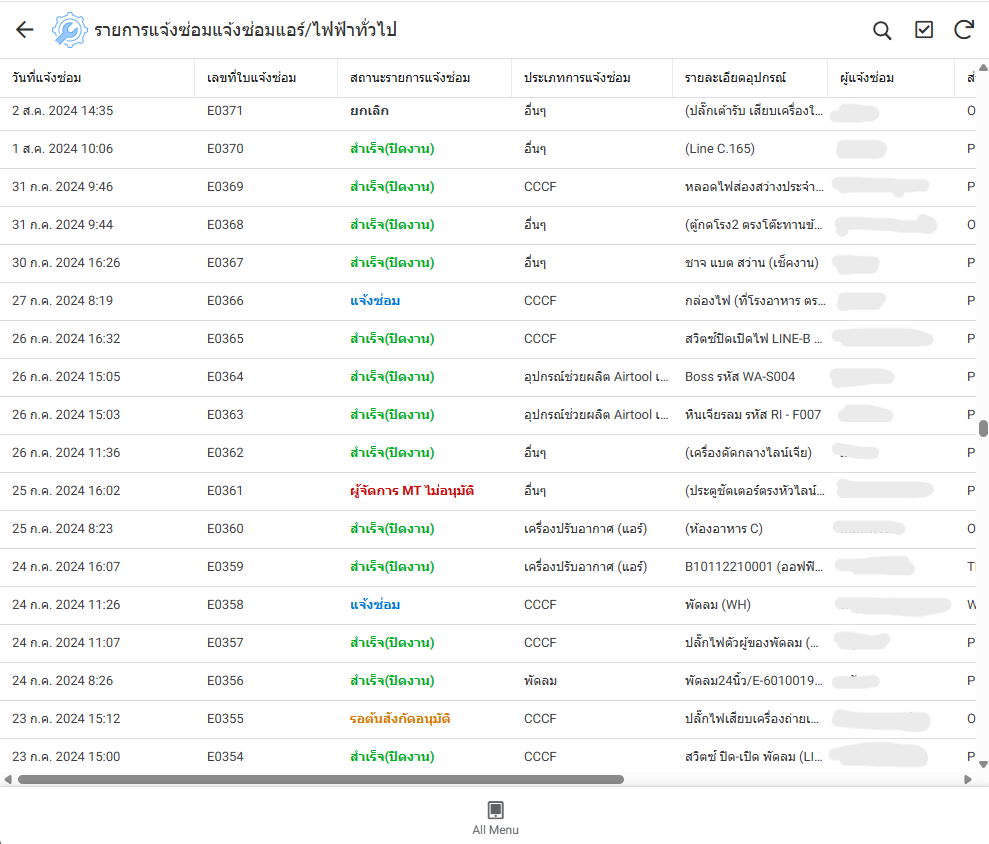 รายการแจ้งซ่อมแจ้งซ่อมแอร์/ไฟฟ้าทั่วไป
วันที่แจ้งซ่อม เลขที่ใบแจ้งซ่อม สถานะรายการแจ้งซ่อม ประเภทการแจ้งซ่อม รายละเอียดอุปกรณ์ ผู้แจ้งซ่อม
2 ส.ค. 2024 14:35 E0371 ยกเลิก อื่นๆ (ปลั๊กเต้ารับ เสียบเครื่องใ... O
1 ส.ค. 2024 10:06 E0370 สำเร็จ(ปิดงาน) อื่นๆ (Line C.165) P
31 ก.ค. 2024 9:46 E0369 สำเร็จ(ปิดงาน) CCCF หลอดไฟส่องสว่างประจำ... P
31 ก.ค. 2024 9:44 E0368 สำเร็จ(ปิดงาน) อื่นๆ (ตู้กดโรง2 ตรงโต๊ะทานข้... O
30 ก.ค. 2024 16:26 E0367 สำเร็จ(ปิดงาน) อื่นๆ ชาจ แบต สว่าน (เช็คงาน) P
27 ก.ค. 2024 8:19 E0366 แจ้งซ่อม CCCF กล่องไฟ (ที่โรงอาหาร ตร... P
26 ก.ค. 2024 16:32 E0365 สำเร็จ(ปิดงาน) CCCF สวิตซ์ปิดเปิดไฟ LINE-B ... P
26 ก.ค. 2024 15:05 E0364 สำเร็จ(ปิดงาน) อุปกรณ์ช่วยผลิต Airtool เ... Boss รหัส WA-S004 P
26 ก.ค. 2024 15:03 E0363 สำเร็จ(ปิดงาน) อุปกรณ์ช่วยผลิต Airtool เ... หินเจียรลม รหัส RI - F007 P
26 ก.ค. 2024 11:36 E0362 สำเร็จ(ปิดงาน) อื่นๆ (เครื่องดัดกลางไลน์เจีย) P
25 ก.ค. 2024 16:02 E0361 ผู้จัดการ MT ไม่อนุมัติ อื่นๆ (ประตูชัตเตอร์ตรงหัวไลน์... P
25 ก.ค. 2024 8:23 E0360 สำเร็จ(ปิดงาน) เครื่องปรับอากาศ (แอร์) (ห้องอาหาร C) O
24 ก.ค. 2024 16:07 E0359 สำเร็จ(ปิดงาน) เครื่องปรับอากาศ (แอร์) B10112210001 (ออฟฟิ...
24 ก.ค. 2024 11:26 E0358 แจ้งซ่อม CCCF พัดลม (WH)
24 ก.ค. 2024 11:07 E0357 สำเร็จ(ปิดงาน) CCCF ปลั๊กไฟตัวผู้ของพัดลม (... P
24 ก.ค. 2024 8:26 E0356 สำเร็จ(ปิดงาน) พัดลม พัดลม24นิ้ว/E-6010019... P
23 ก.ค. 2024 15:12 E0355 รอต้นสังกัดอนุมัติ CCCF ปลั๊กไฟเสียบเครื่องถ่ายเ... O
23 ก.ค. 2024 15:00 E0354 สำเร็จ(ปิดงาน) CCCF สวิตซ์ ปิด-เปิด พัดลม (LI... P
All Menu